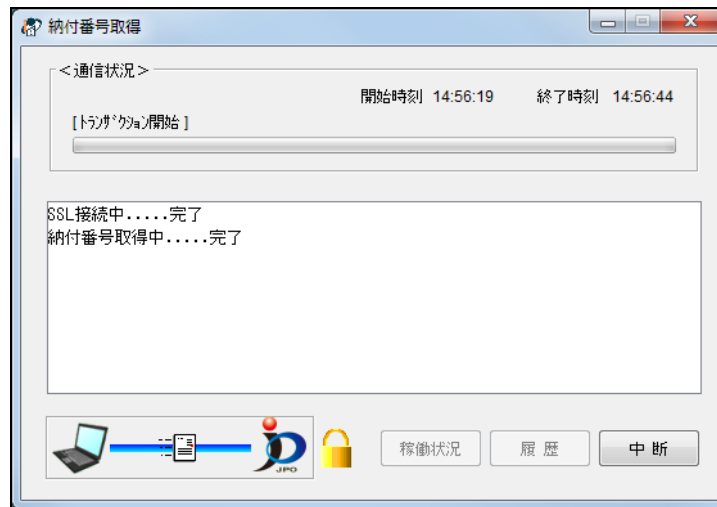 納付番号取得
<通信状況>
開始時刻 14:56:19 終了時刻 14:56:44
[ﾄﾗﾝｻﾞｸｼｮﾝ開始]
SSL接続中.....完了
納付番号取得中.....完了
JPO
稼働状況 履歴 中断